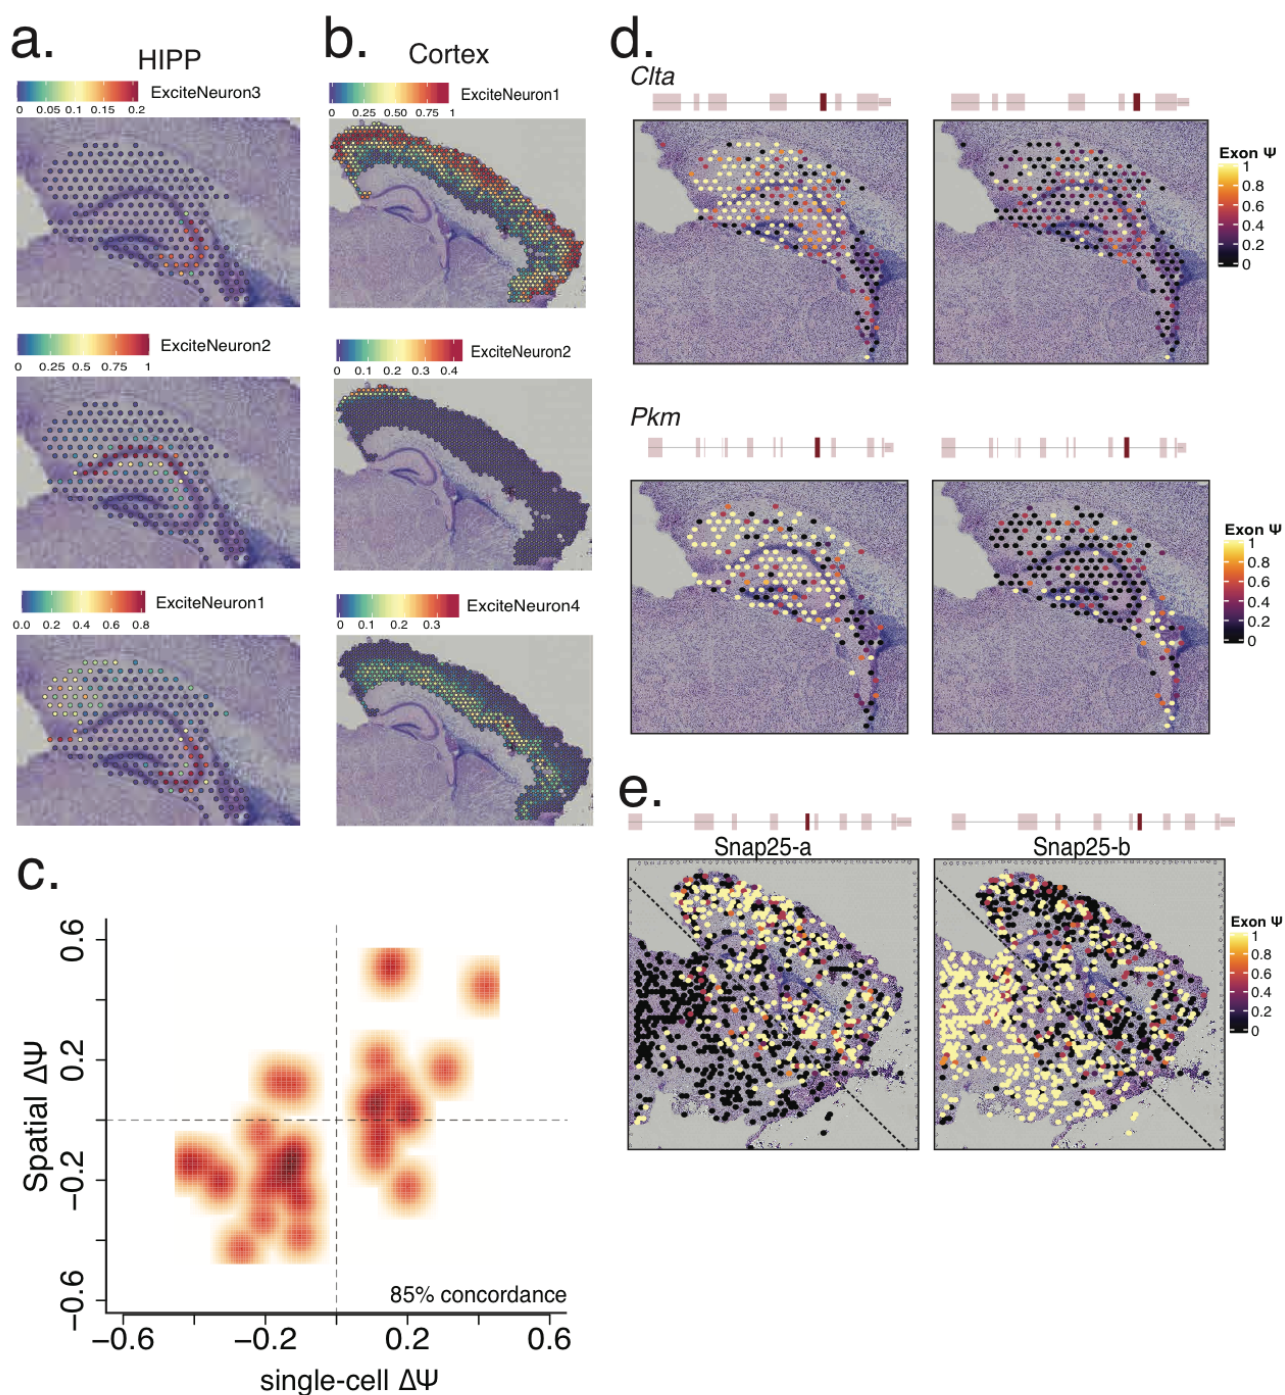 a.
HIPP
ExciteNeuron3
0 0.05 0.1 0.15 0.2
ExciteNeuron2
0 0.25 0.5 0.75 1
ExciteNeuron1
0.0 0.2 0.4 0.6 0.8
b.
Cortex
ExciteNeuron1
0 0.25 0.50 0.75 1
ExciteNeuron2
0 0.1 0.2 0.3 0.4
ExciteNeuron4
0 0.1 0.2 0.3
c.
Spatial ΔΨ
0.6
0.2
−0.2
−0.6
85% concordance
−0.6 −0.2 0.2 0.6
single-cell ΔΨ
d.
Clta
Exon Ψ
1
0.8
0.6
0.4
0.2
0
Pkm
Exon Ψ
1
0.8
0.6
0.4
0.2
0
e.
Snap25-a Snap25-b
Exon Ψ
1
0.8
0.6
0.4
0.2
0